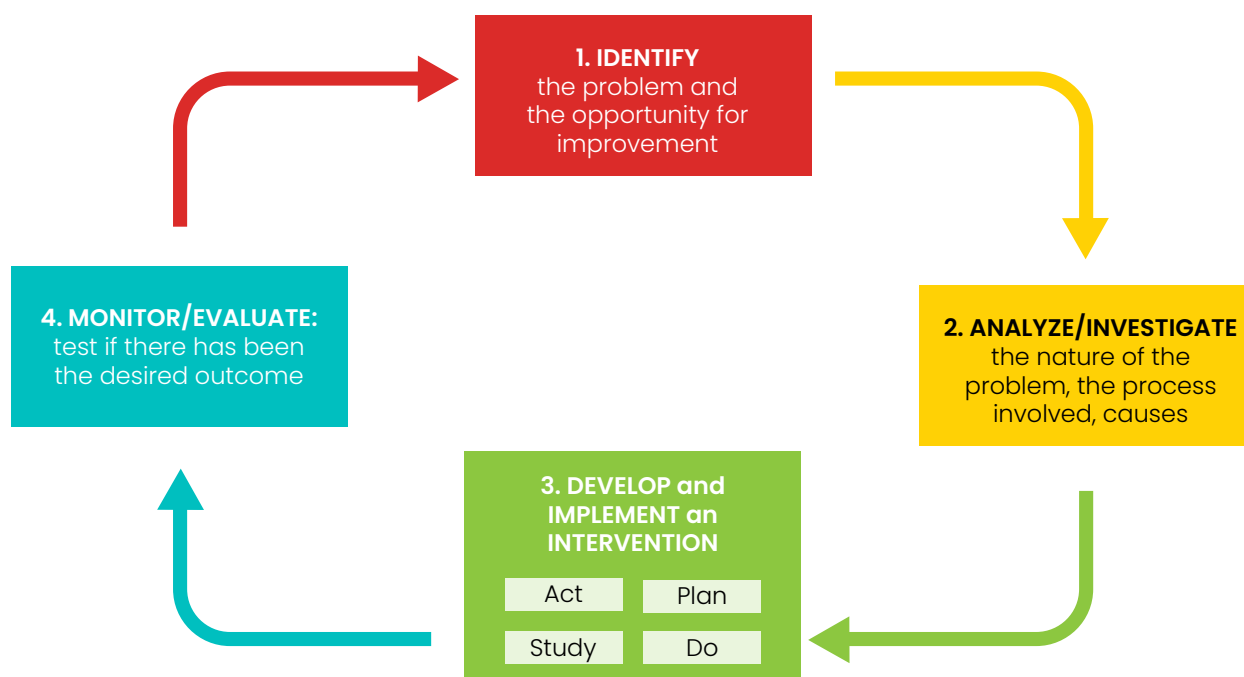 1. IDENTIFY
the problem and
the opportunity for
improvement
2. ANALYZE/INVESTIGATE
the nature of the
problem, the process
involved, causes
3. DEVELOP and
IMPLEMENT an
INTERVENTION
Act
Plan
Study
Do
4. MONITOR/EVALUATE:
test if there has been
the desired outcome